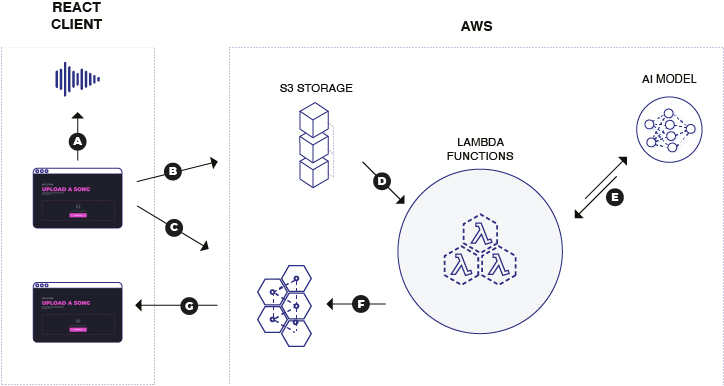 REACT
CLIENT
AWS
S3 STORAGE
AI MODEL
LAMBDA
FUNCTIONS
A
B
C
D
E
F
G
UPLOAD A SONG
UPLOAD A SONG
λ
λ
λ